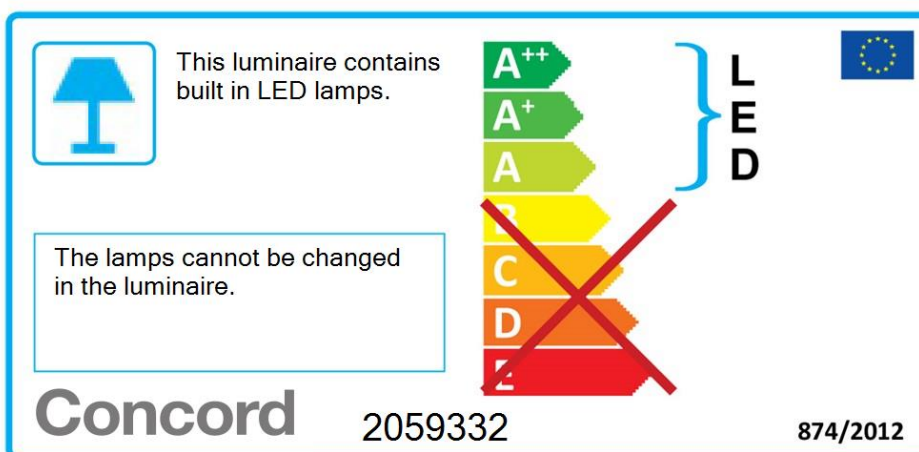 This luminaire contains
built in LED lamps.
A++
A+
A
B
C
D
E
L
E
D
The lamps cannot be changed
in the luminaire.
Concord
2059332
874/2012